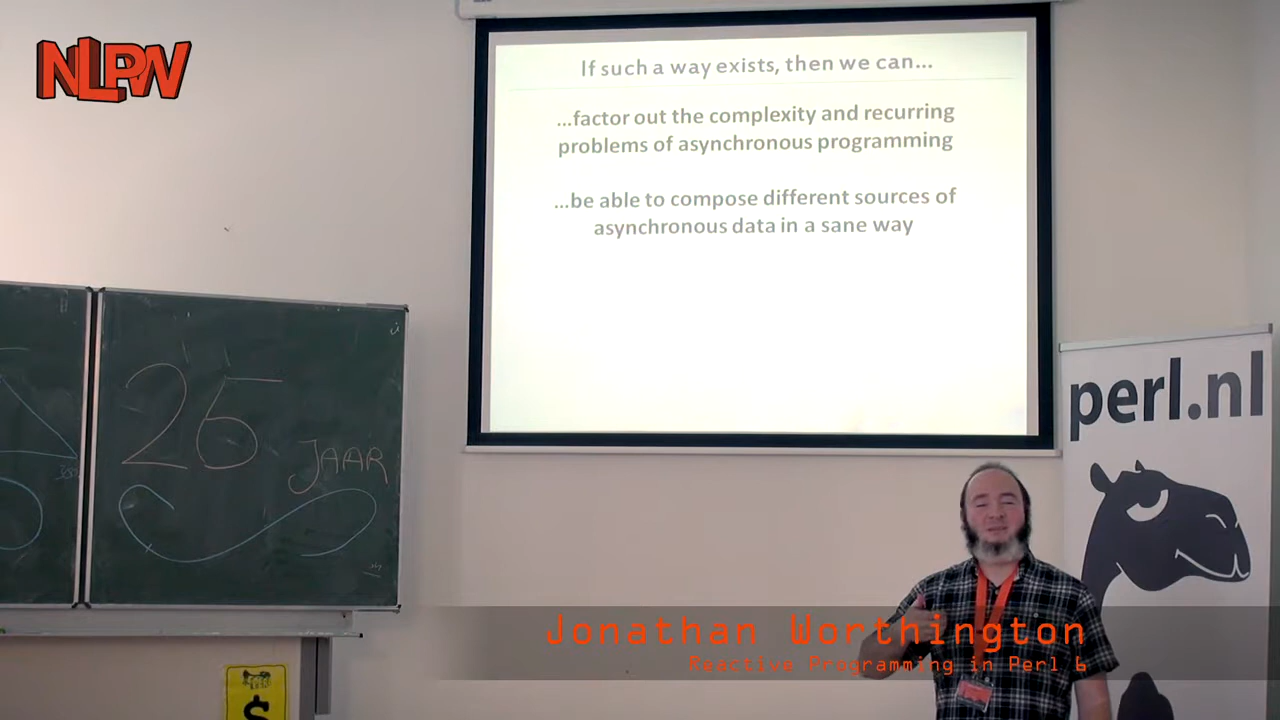 NLPW
If such a way exists, then we can...
...factor out the complexity and recurring
problems of asynchronous programming
...be able to compose different sources of
asynchronous data in a sane way
25
JAAR
perl.nl
Jonathan Worthington
Reactive Programming in Perl 6
$